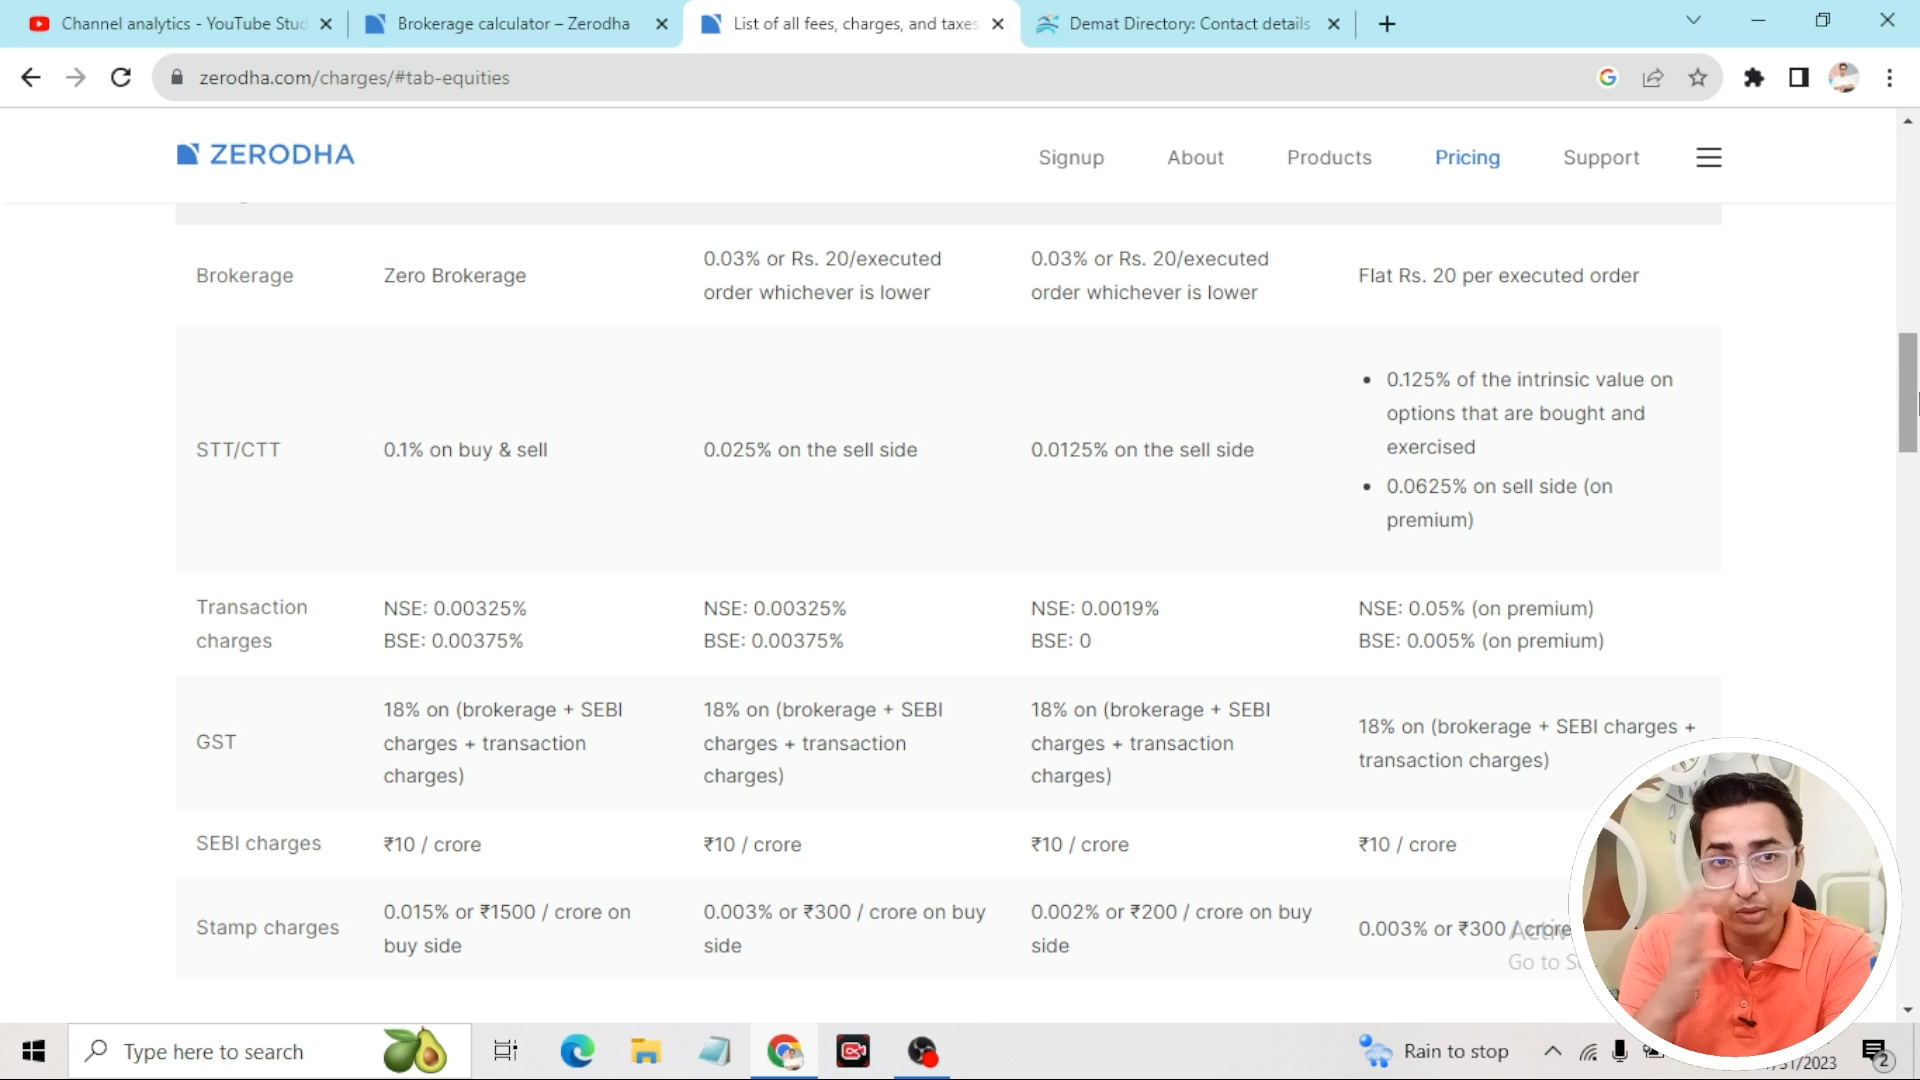 Channel analytics - YouTube Stud
Brokerage calculator – Zerodha
List of all fees, charges, and taxes
Demat Directory: Contact details
zerodha.com/charges/#tab-equities
ZERODHA
Signup
About
Products
Pricing
Support
Brokerage
Zero Brokerage
0.03% or Rs. 20/executed
order whichever is lower
0.03% or Rs. 20/executed
order whichever is lower
Flat Rs. 20 per executed order
STT/CTT
0.1% on buy & sell
0.025% on the sell side
0.0125% on the sell side
• 0.125% of the intrinsic value on
options that are bought and
exercised
• 0.0625% on sell side (on
premium)
Transaction
charges
NSE: 0.00325%
BSE: 0.00375%
NSE: 0.00325%
BSE: 0.00375%
NSE: 0.0019%
BSE: 0
NSE: 0.05% (on premium)
BSE: 0.005% (on premium)
GST
18% on (brokerage + SEBI
charges + transaction
charges)
18% on (brokerage + SEBI
charges + transaction
charges)
18% on (brokerage + SEBI
charges + transaction
charges)
18% on (brokerage + SEBI charges +
transaction charges)
SEBI charges
₹10 / crore
₹10 / crore
₹10 / crore
₹10 / crore
Stamp charges
0.015% or ₹1500 / crore on
buy side
0.003% or ₹300 / crore on buy
side
0.002% or ₹200 / crore on buy
side
0.003% or ₹300 / crore
Go to
Type here to search
Rain to stop
/31/2023
2